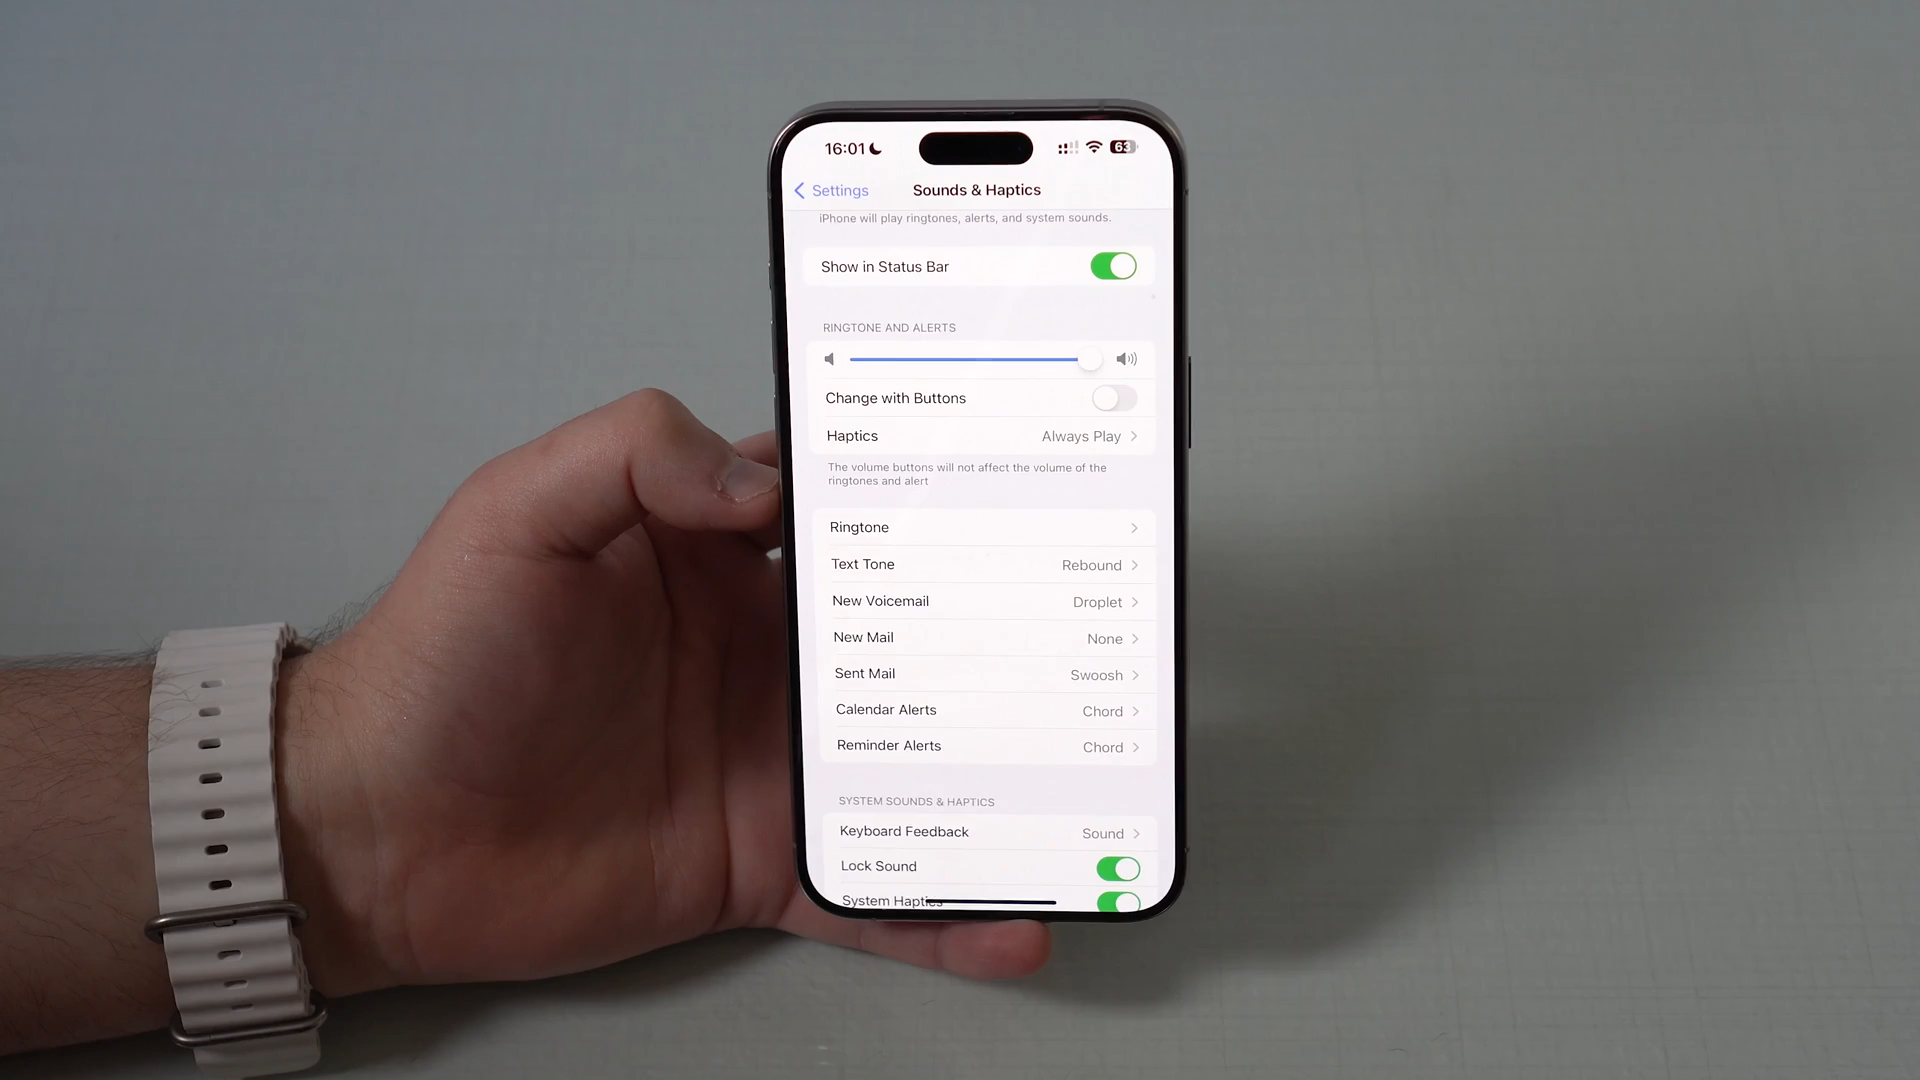 16:01
63
Settings
Sounds & Haptics
iPhone will play ringtones, alerts, and system sounds.
Show in Status Bar
RINGTONE AND ALERTS
Change with Buttons
Haptics Always Play
The volume buttons will not affect the volume of the
ringtones and alert
Ringtone
Text Tone Rebound
New Voicemail Droplet
New Mail None
Sent Mail Swoosh
Calendar Alerts Chord
Reminder Alerts Chord
SYSTEM SOUNDS & HAPTICS
Keyboard Feedback Sound
Lock Sound
System Haptics